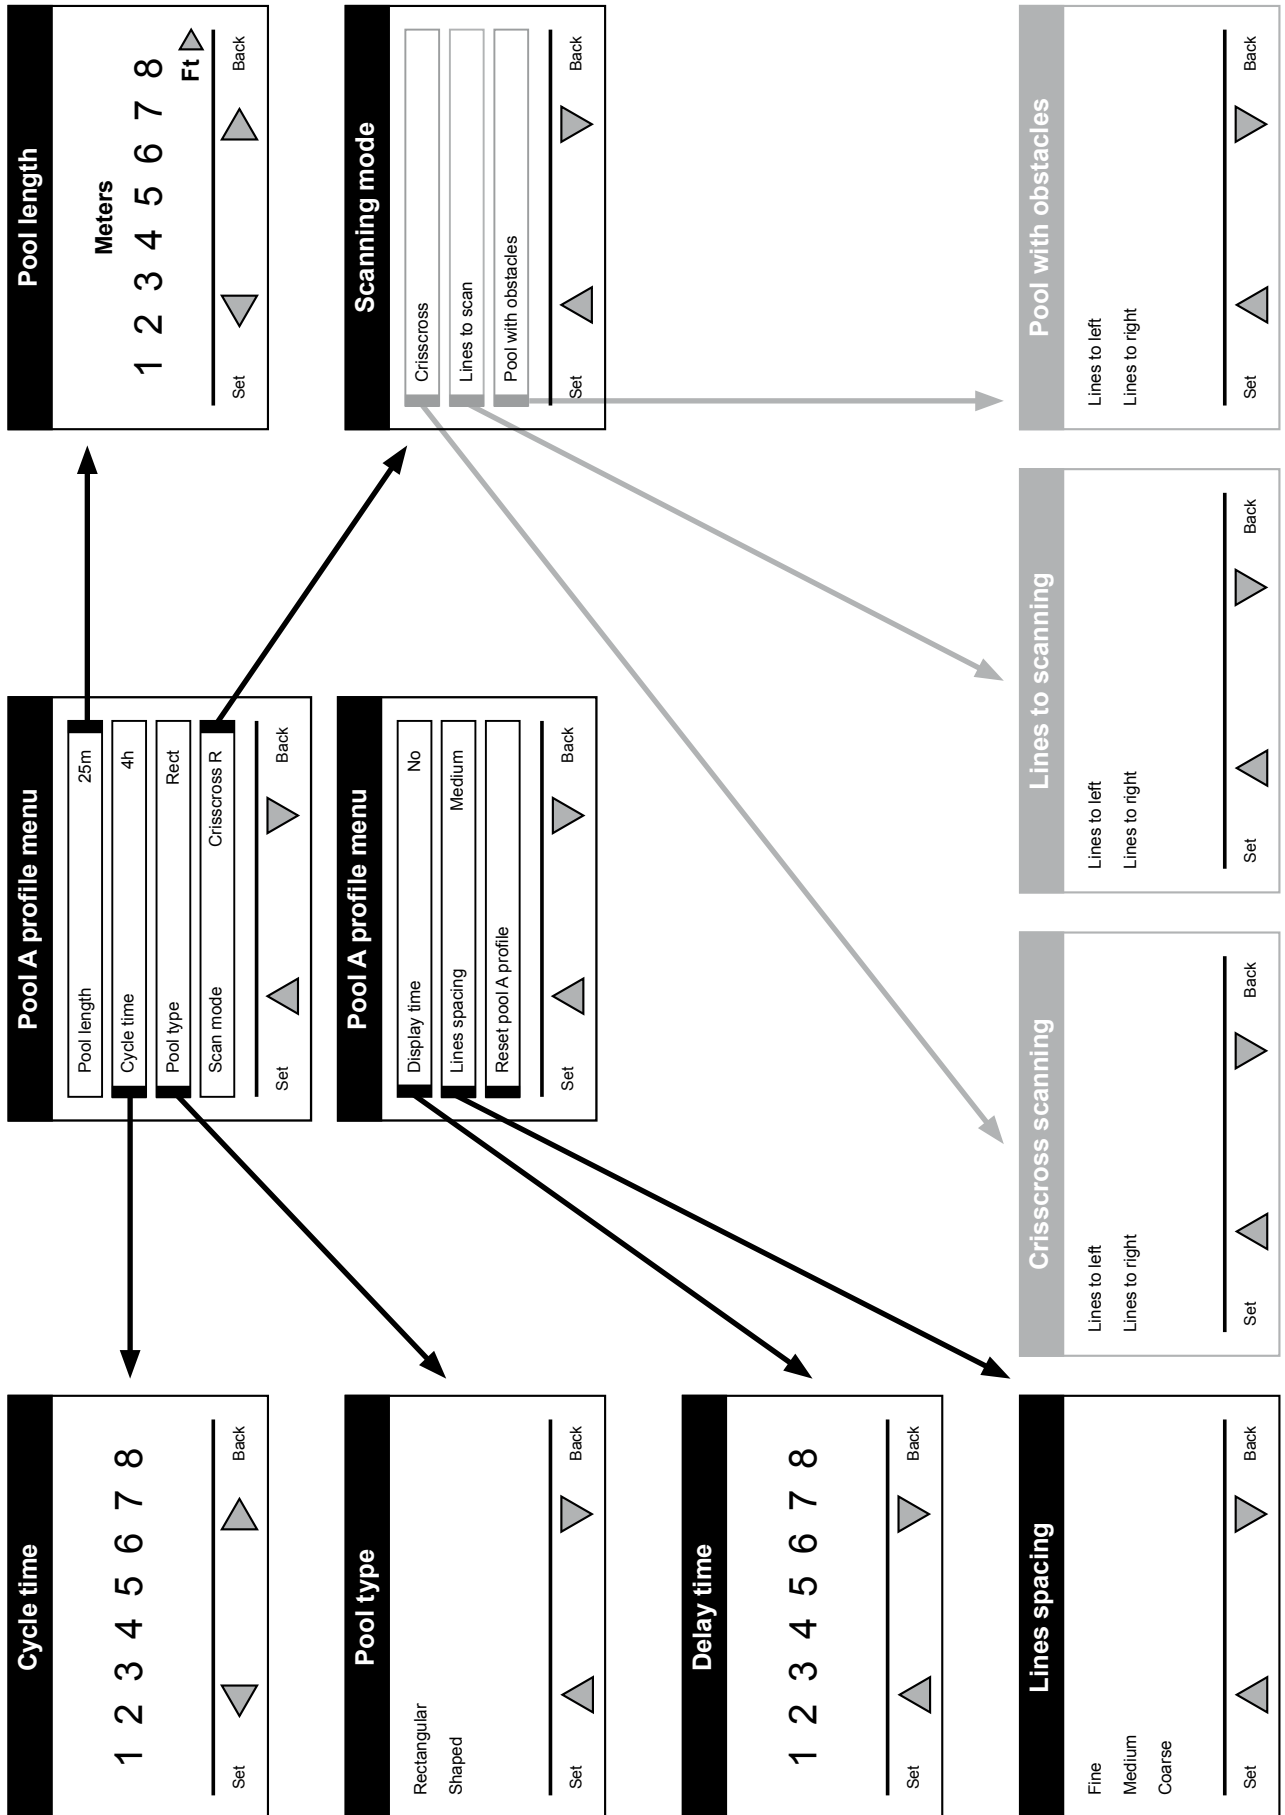 Cycle time
1 2 3 4 5 6 7 8
Set
Back
Pool A profile menu
Pool length 25m
Cycle time 4h
Pool type Rect
Scan mode Crisscross R
Set
Back
Pool length
Meters
1 2 3 4 5 6 7 8
Ft
Set
Back
Pool type
Rectangular
Shaped
Set
Back
Pool A profile menu
Display time No
Lines spacing Medium
Reset pool A profile
Set
Back
Scanning mode
Crisscross
Lines to scan
Pool with obstacles
Set
Back
Delay time
1 2 3 4 5 6 7 8
Set
Back
Lines spacing
Fine
Medium
Coarse
Set
Back
Crisscross scanning
Lines to left
Lines to right
Set
Back
Lines to scanning
Lines to left
Lines to right
Set
Back
Pool with obstacles
Lines to left
Lines to right
Set
Back